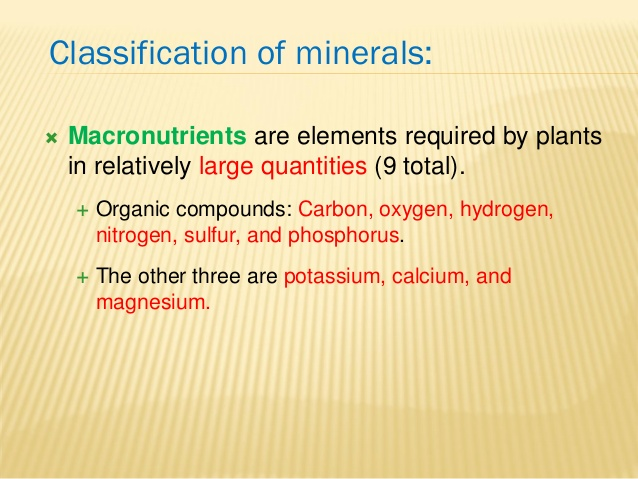 Classification of minerals:
Macronutrients are elements required by plants
in relatively large quantities (9 total).
Organic compounds: Carbon, oxygen, hydrogen,
nitrogen, sulfur, and phosphorus.
The other three are potassium, calcium, and
magnesium.